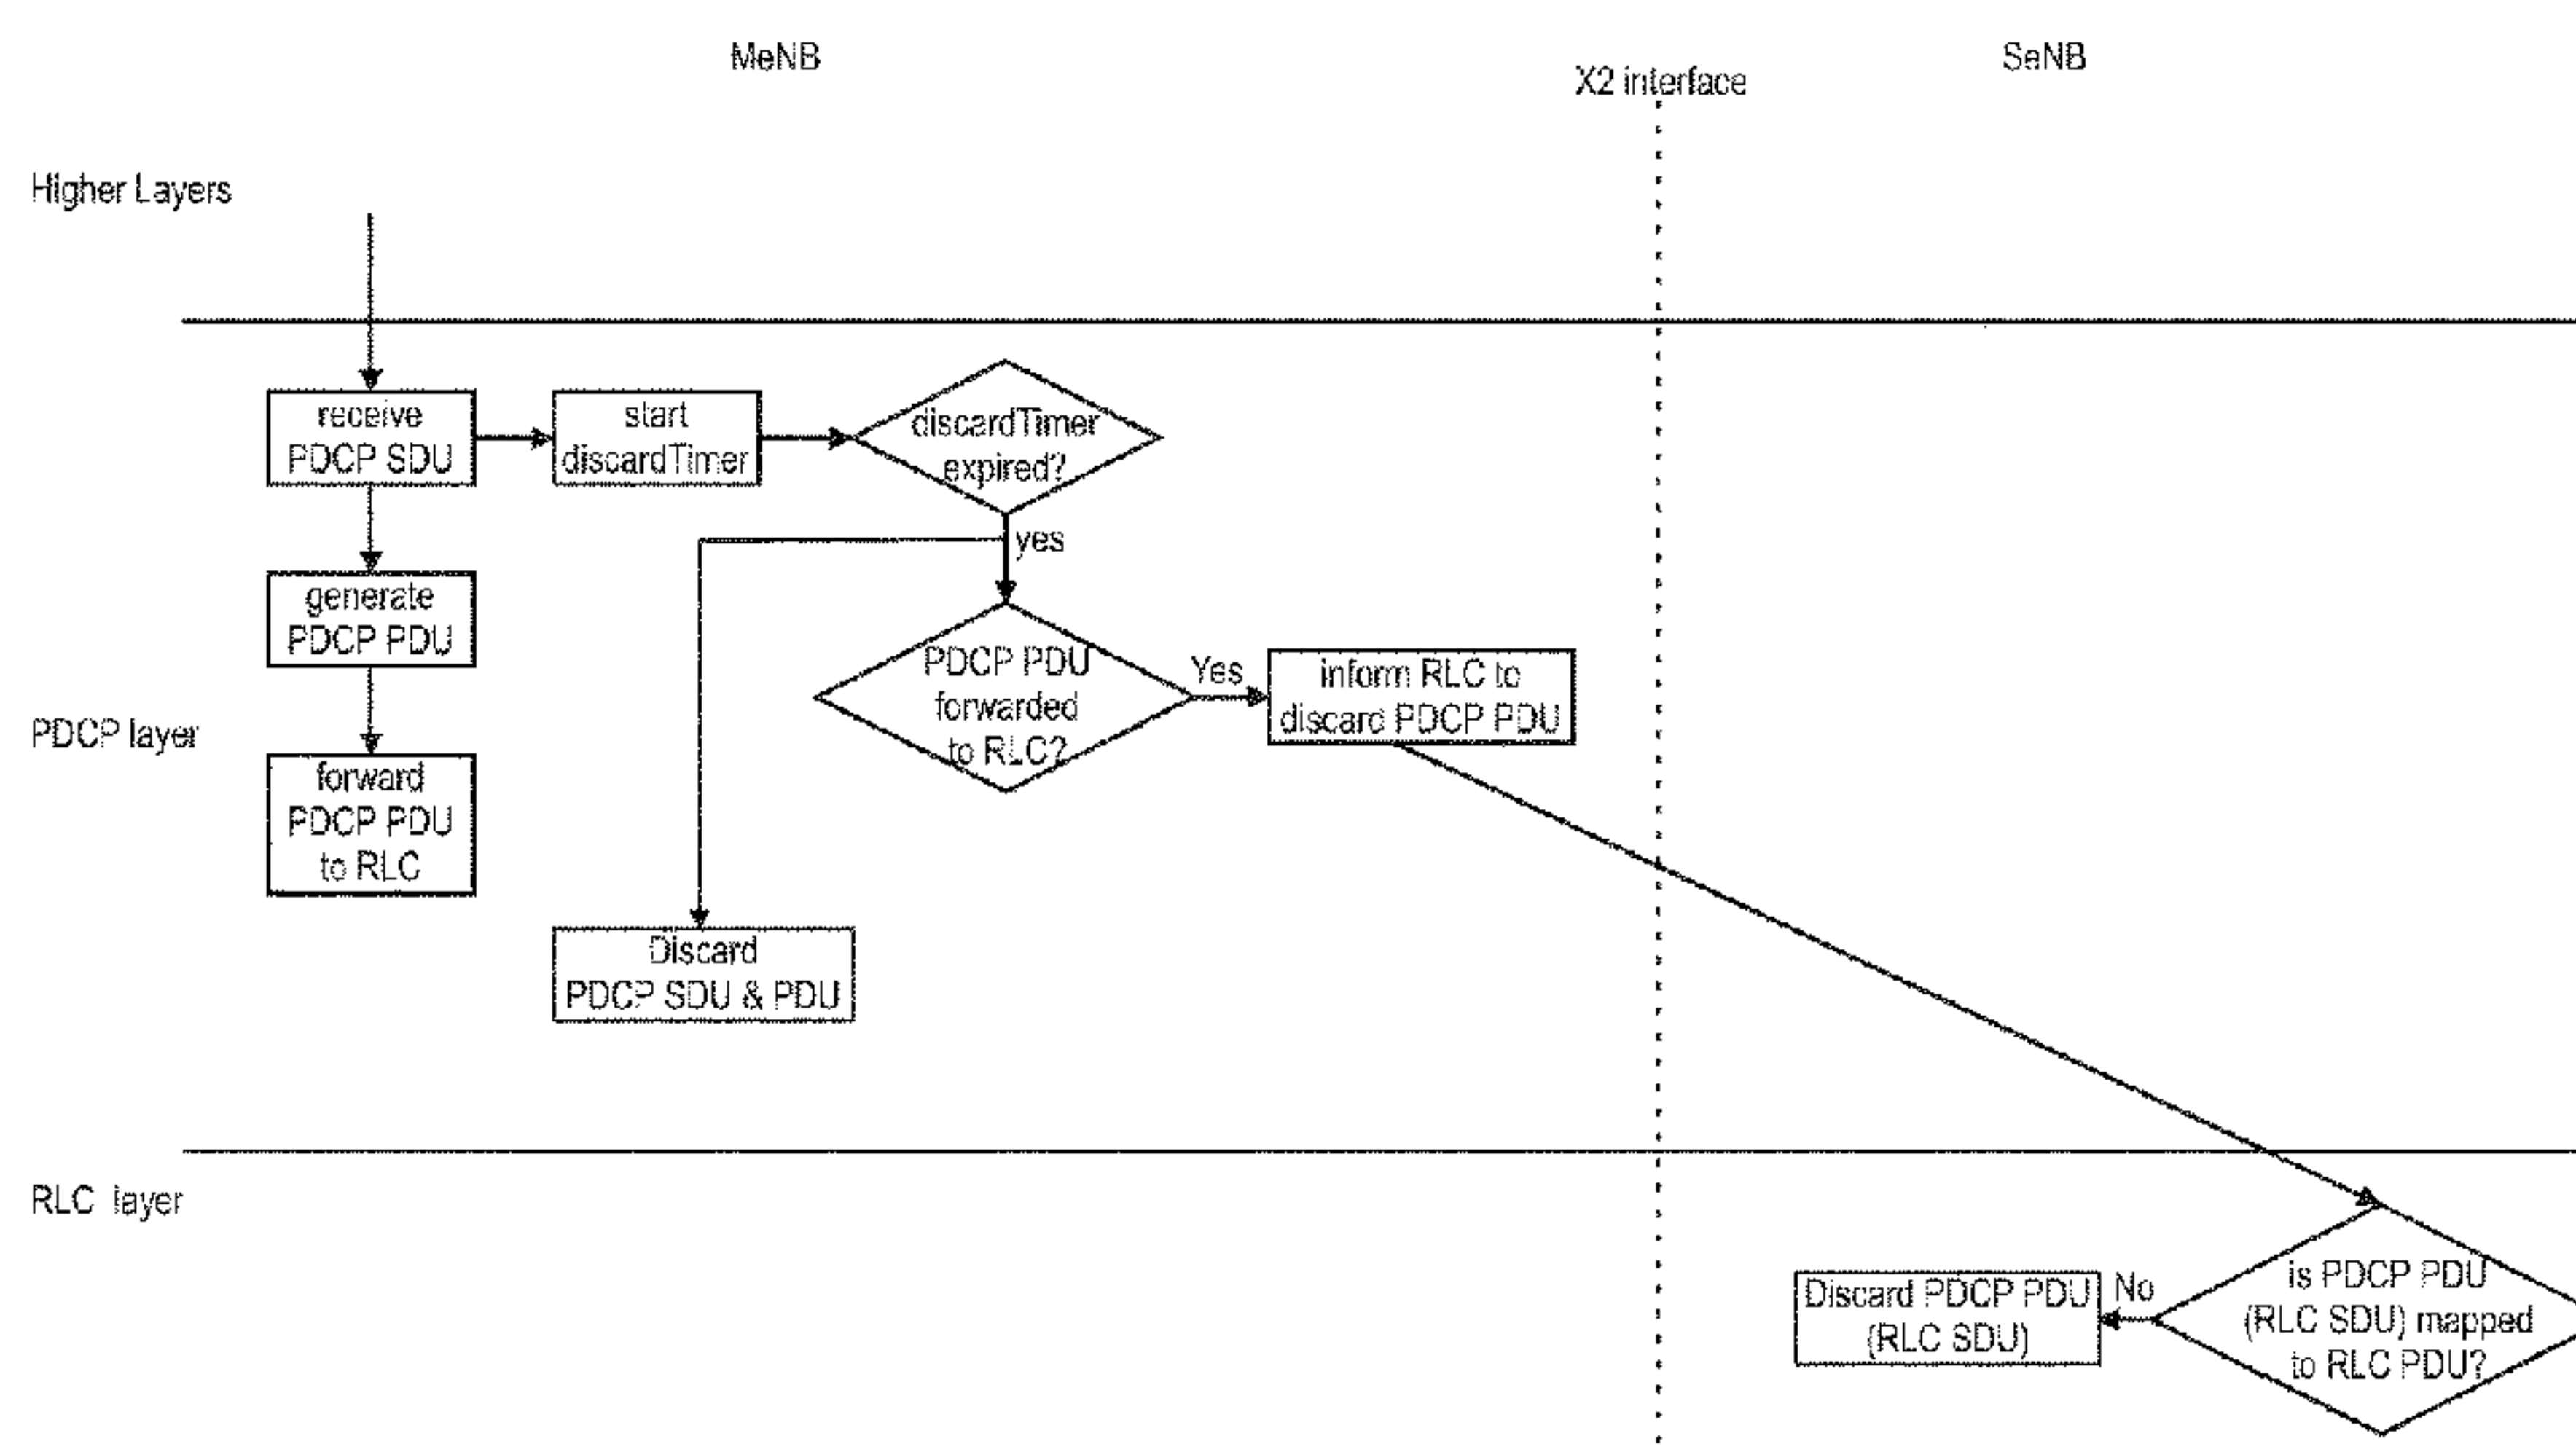 MeNB
SeNB
X2 interface
Higher Layers
receive
PDCP SDU
start
discardTimer
discardTimer
expired?
yes
generate
PDCP PDU
PDCP PDU
forwarded
to RLC?
Yes
inform RLC to
discard PDCP PDU
PDCP layer
forward
PDCP PDU
to RLC
Discard
PDCP SDU & PDU
RLC layer
Discard PDCP PDU
(RLC SDU)
No
is PDCP PDU
(RLC SDU) mapped
to RLC PDU?